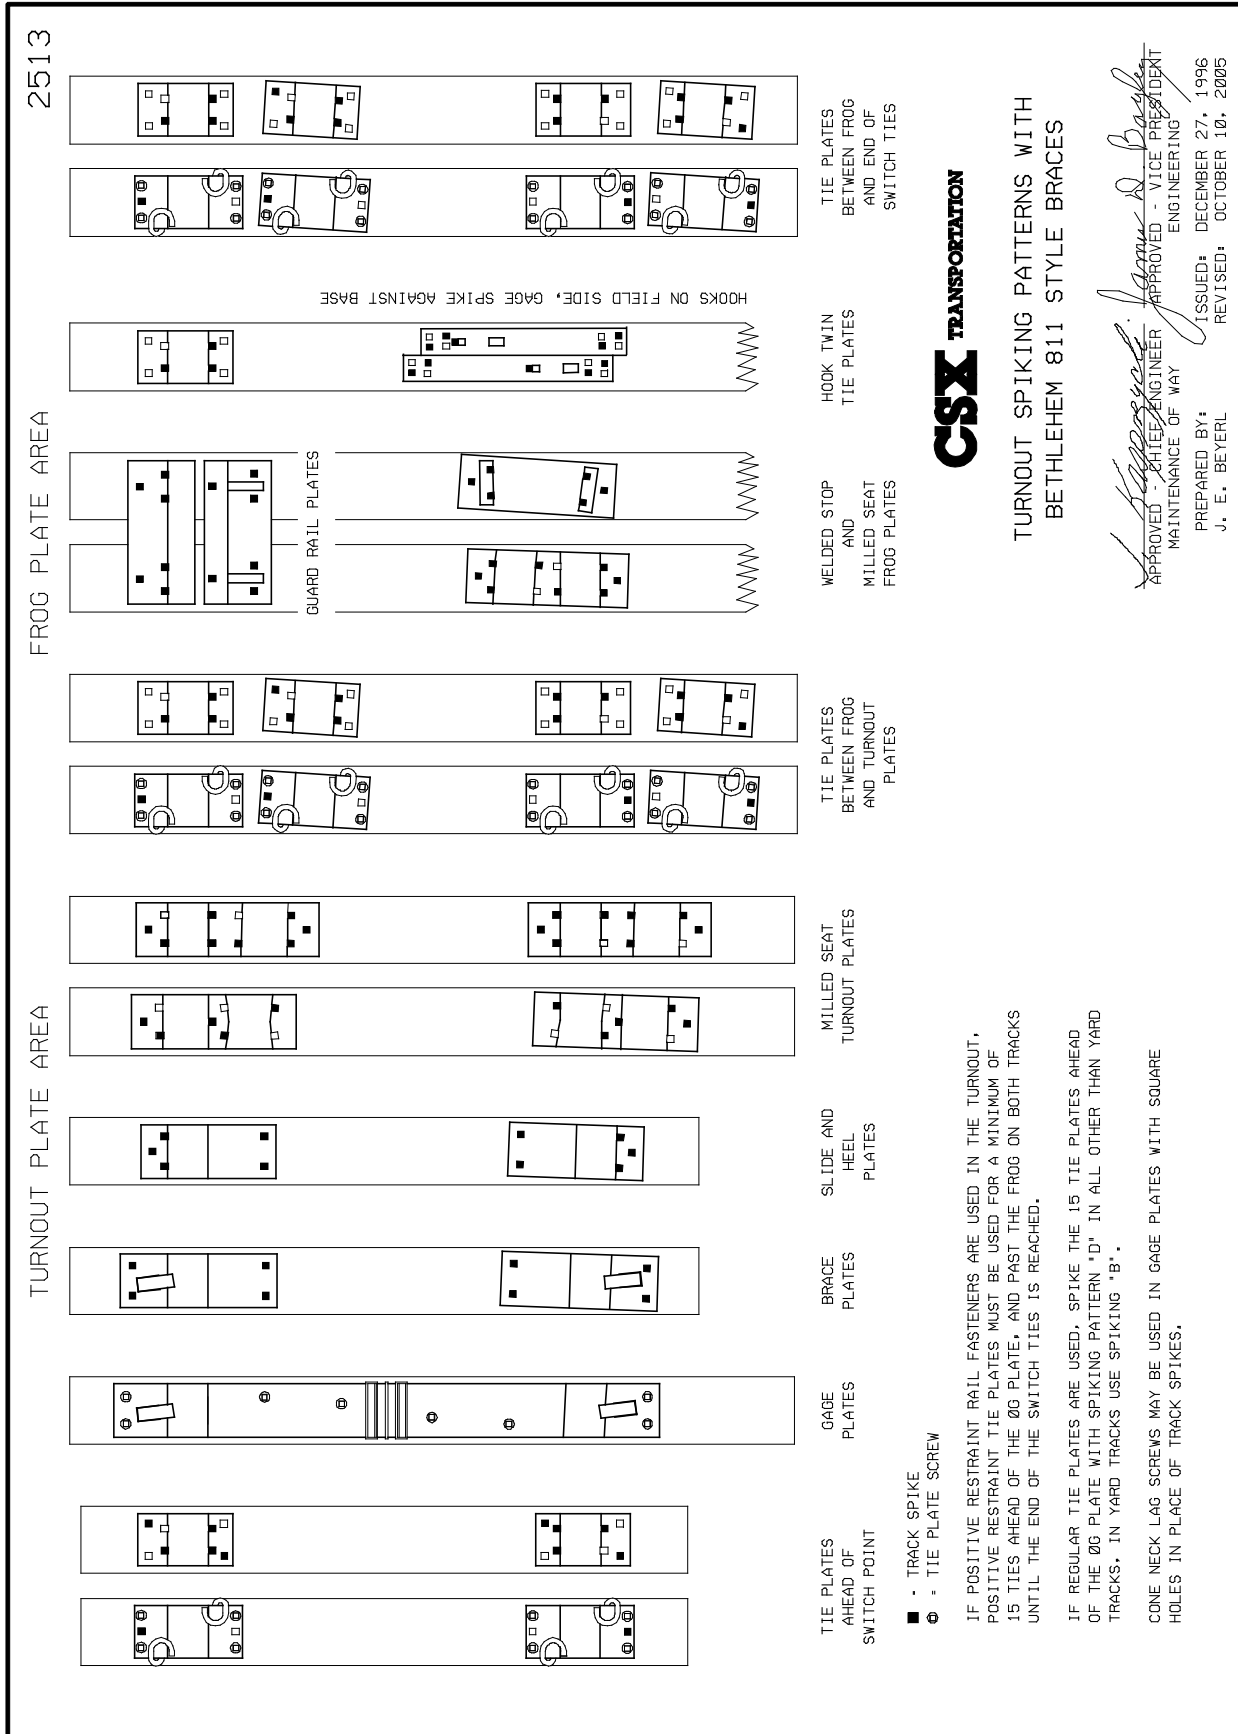 2513
TURNOUT PLATE AREA
FROG PLATE AREA
GUARD RAIL PLATES
HOOKS ON FIELD SIDE, GAGE SPIKE AGAINST BASE
TIE PLATES
AHEAD OF
SWITCH POINT
GAGE
PLATES
BRACE
PLATES
SLIDE AND
HEEL
PLATES
MILLED SEAT
TURNOUT PLATES
TIE PLATES
BETWEEN FROG
AND TURNOUT
PLATES
WELDED STOP
AND
MILLED SEAT
FROG PLATES
HOOK TWIN
TIE PLATES
TIE PLATES
BETWEEN FROG
AND END OF
SWITCH TIES
- TRACK SPIKE
= TIE PLATE SCREW
IF POSITIVE RESTRAINT RAIL FASTENERS ARE USED IN THE TURNOUT,
POSITIVE RESTRAINT TIE PLATES MUST BE USED FOR A MINIMUM OF
15 TIES AHEAD OF THE ØG PLATE, AND PAST THE FROG ON BOTH TRACKS
UNTIL THE END OF THE SWITCH TIES IS REACHED.
IF REGULAR TIE PLATES ARE USED, SPIKE THE 15 TIE PLATES AHEAD
OF THE ØG PLATE WITH SPIKING PATTERN "D" IN ALL OTHER THAN YARD
TRACKS. IN YARD TRACKS USE SPIKING "B".
CONE NECK LAG SCREWS MAY BE USED IN GAGE PLATES WITH SQUARE
HOLES IN PLACE OF TRACK SPIKES.
CSX TRANSPORTATION
TURNOUT SPIKING PATTERNS WITH
BETHLEHEM 811 STYLE BRACES
APPROVED - CHIEF ENGINEER
MAINTENANCE OF WAY
APPROVED - VICE PRESIDENT
ENGINEERING
PREPARED BY:
J. E. BEYERL
ISSUED: DECEMBER 27, 1996
REVISED: OCTOBER 10, 2005